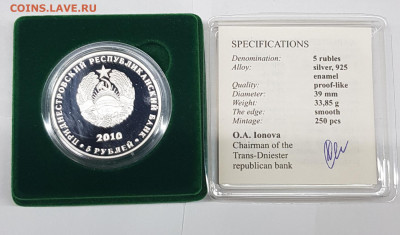 COINS.LAVE.RU
ПРИДНЕСТРОВСКИЙ РЕСПУБЛИКАНСКИЙ БАНК
2010
• 5 РУБЛЕЙ •
SPECIFICATIONS
Denomination: 5 rubles
Alloy: silver, 925
enamel
Quality: proof-like
Diameter: 39 mm
Weight: 33,85 g
The edge: smooth
Mintage: 250 pcs
O.A. Ionova
Chairman of the
Trans-Dniester
republican bank